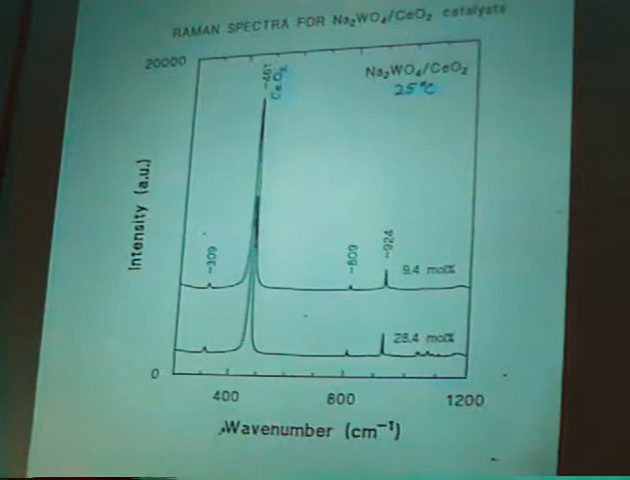 RAMAN SPECTRA FOR Na₂WO₄/CeO₂ catalysts
20000
-461
CeO₂
Na₂WO₄/CeO₂
25°C
Intensity (a.u.)
-309
-809
-924
9.4 mol%
28.4 mol%
0
400 800 1200
Wavenumber (cm⁻¹)